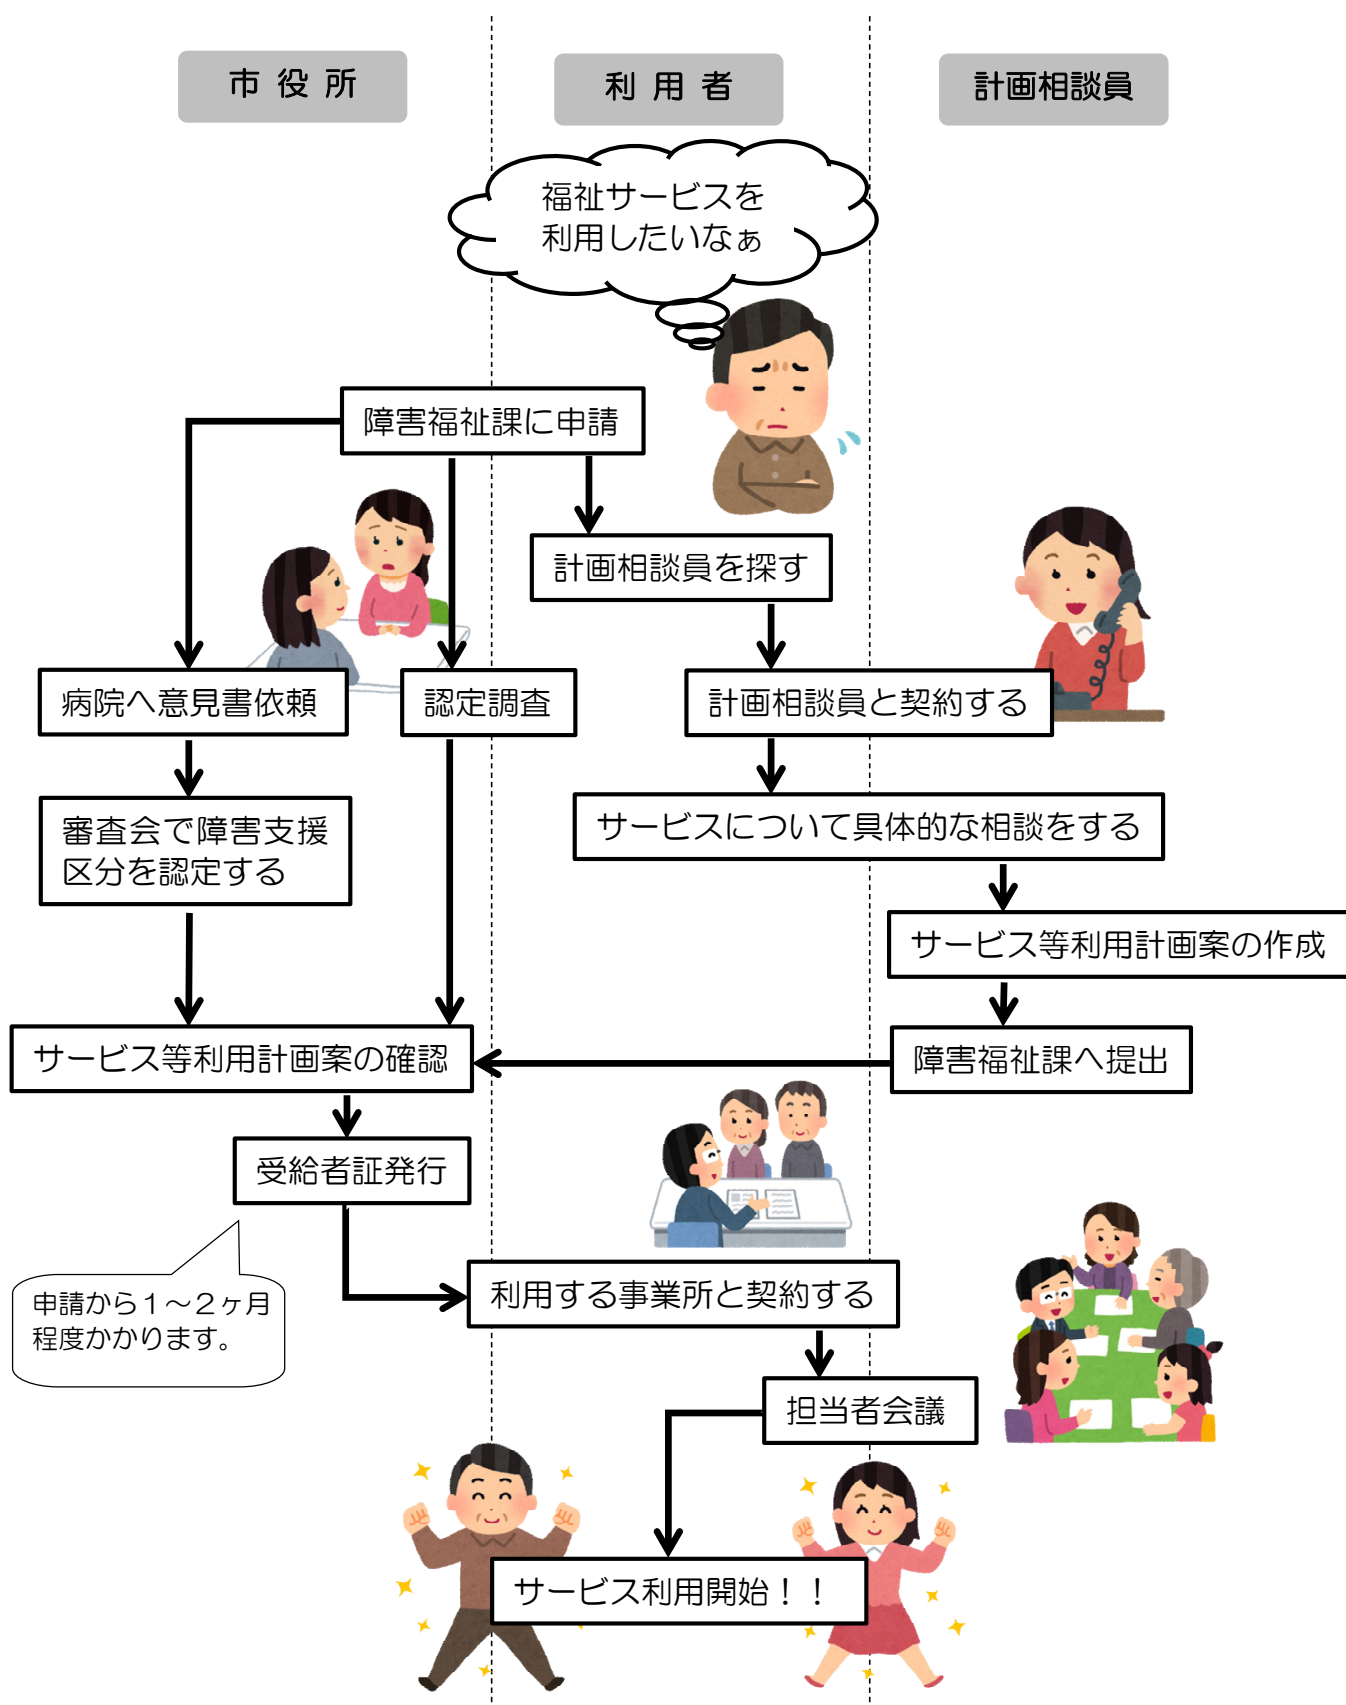 市役所
利用者
計画相談員
福祉サービスを
利用したいなぁ
障害福祉課に申請
計画相談員を探す
病院へ意見書依頼
認定調査
計画相談員と契約する
審査会で障害支援
区分を認定する
サービスについて具体的な相談をする
サービス等利用計画案の作成
サービス等利用計画案の確認
障害福祉課へ提出
受給者証発行
申請から１～２ヶ月
程度かかります。
利用する事業所と契約する
担当者会議
サービス利用開始！！